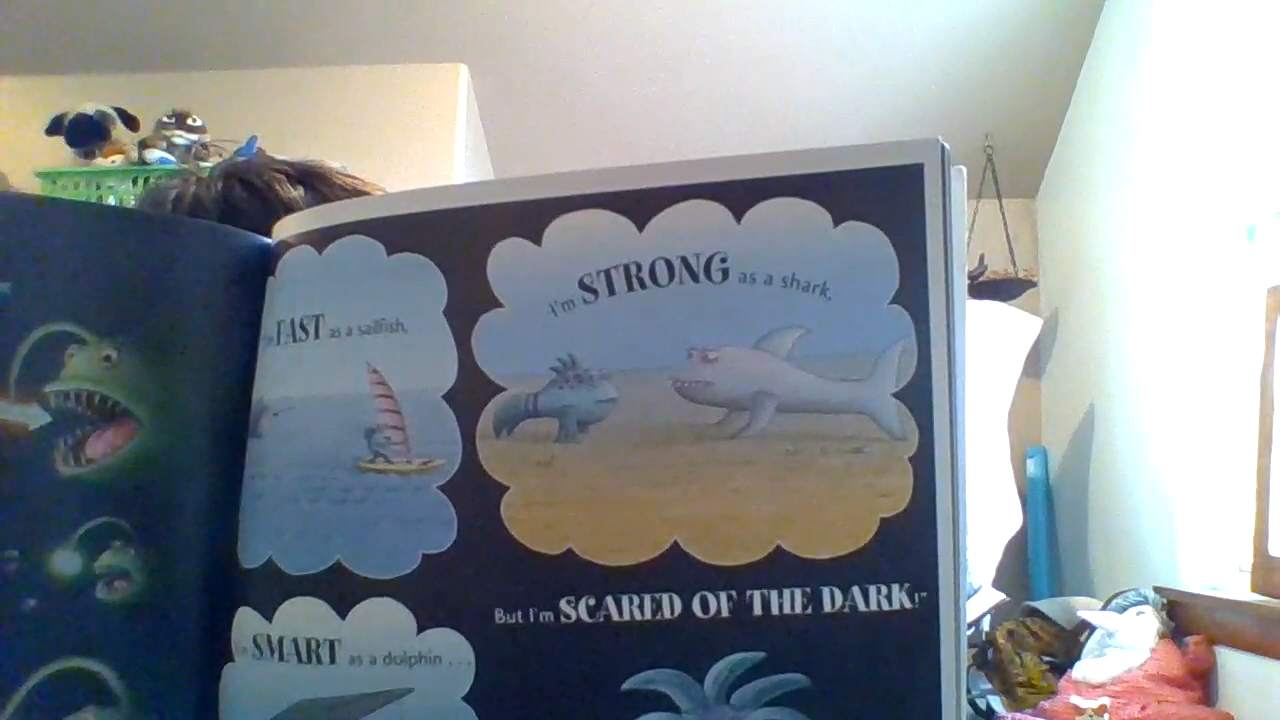 FAST as a sailfish,
I'm STRONG as a shark,
SMART as a dolphin . . .
But I'm SCARED OF THE DARK!"